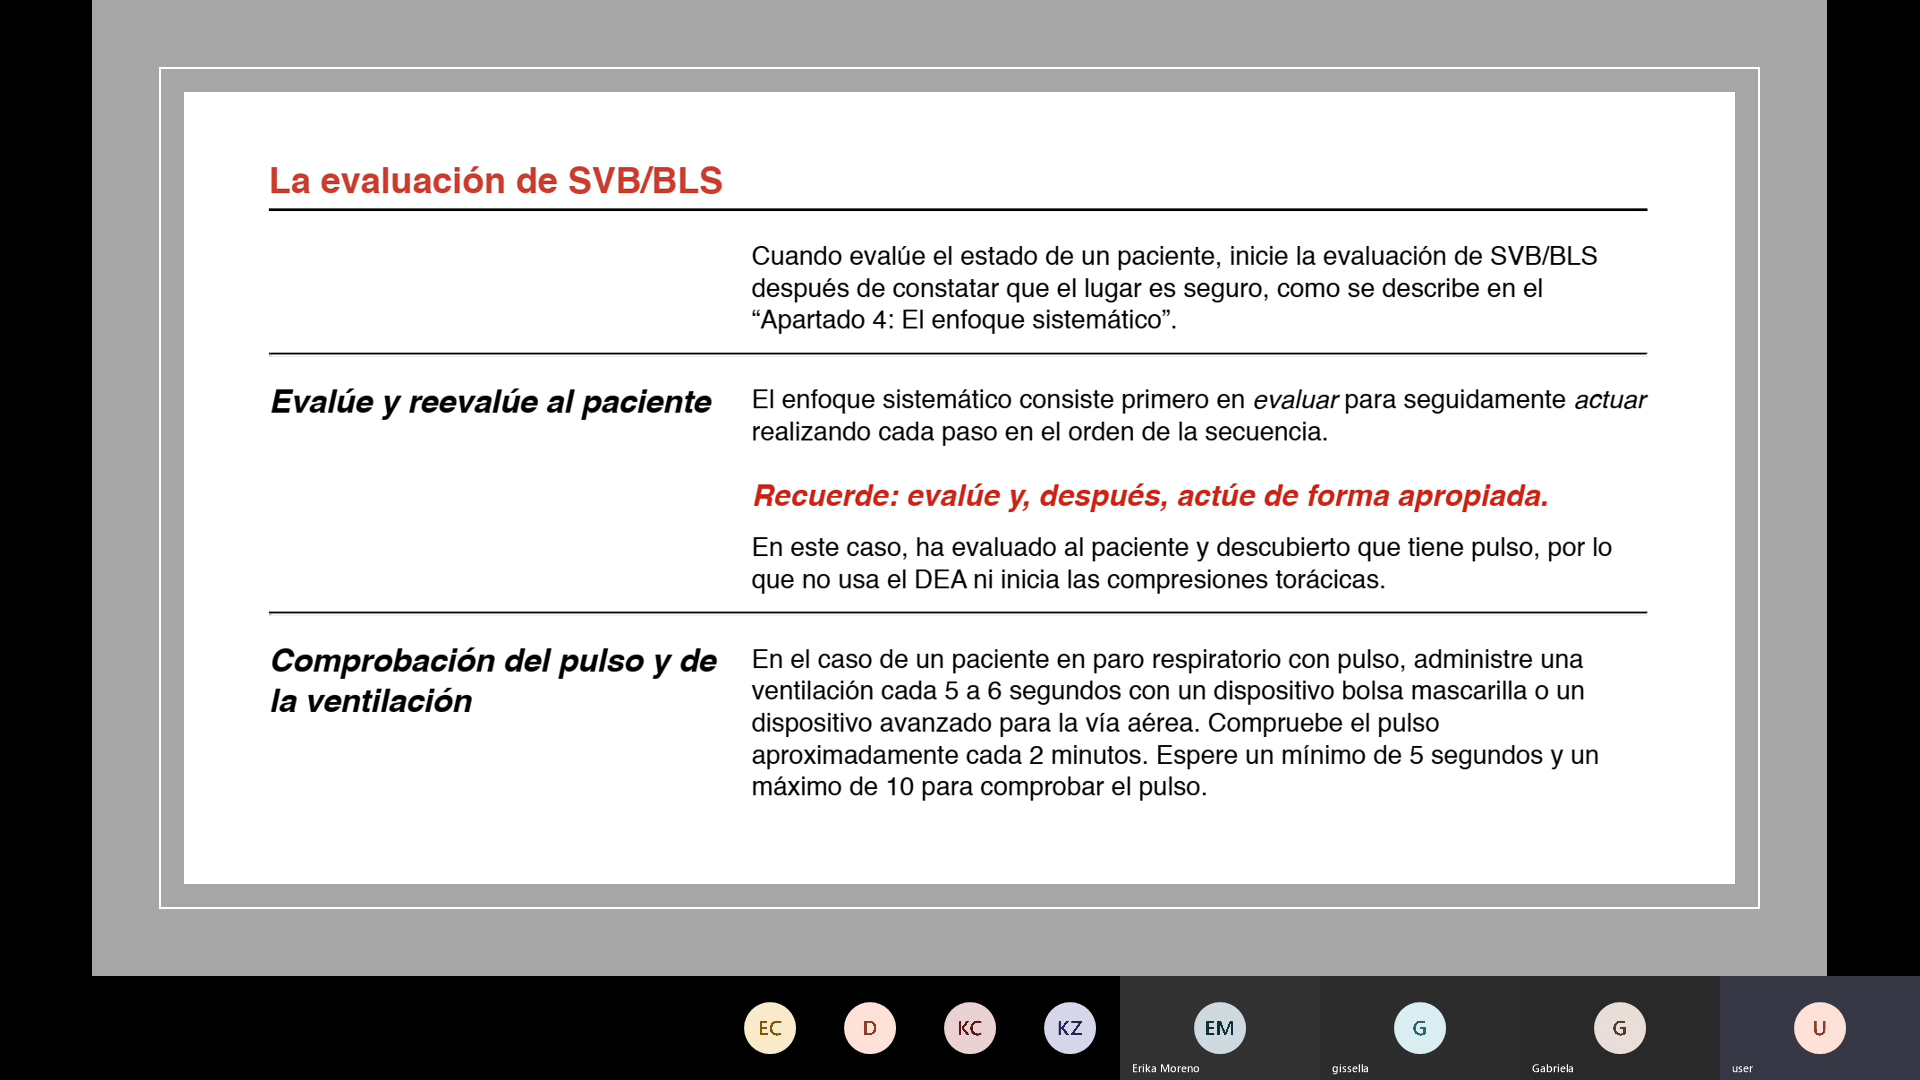 La evaluación de SVB/BLS
Cuando evalúe el estado de un paciente, inicie la evaluación de SVB/BLS
después de constatar que el lugar es seguro, como se describe en el
“Apartado 4: El enfoque sistemático”.
Evalúe y reevalúe al paciente
El enfoque sistemático consiste primero en evaluar para seguidamente actuar
realizando cada paso en el orden de la secuencia.
Recuerde: evalúe y, después, actúe de forma apropiada.
En este caso, ha evaluado al paciente y descubierto que tiene pulso, por lo
que no usa el DEA ni inicia las compresiones torácicas.
Comprobación del pulso y de
la ventilación
En el caso de un paciente en paro respiratorio con pulso, administre una
ventilación cada 5 a 6 segundos con un dispositivo bolsa mascarilla o un
dispositivo avanzado para la vía aérea. Compruebe el pulso
aproximadamente cada 2 minutos. Espere un mínimo de 5 segundos y un
máximo de 10 para comprobar el pulso.
EC
D
KC
KZ
EM
Erika Moreno
G
gissella
G
Gabriela
U
user